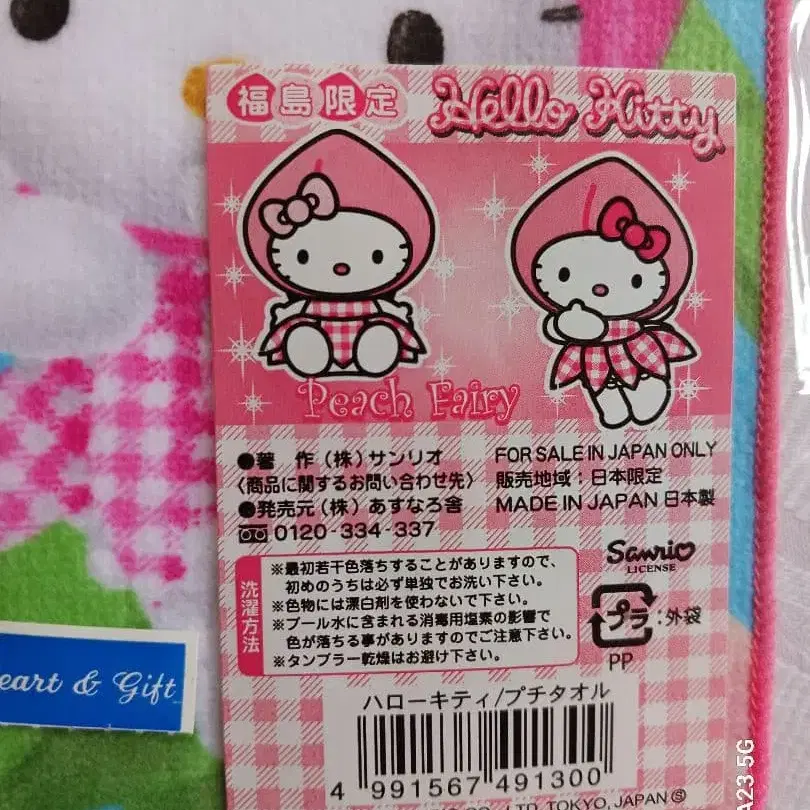 福島限定
Hello Kitty
Peach Fairy
●著 作(株)サンリオ
〈商品に関するお問い合わせ先〉
●発売元(株)あすなろ舎
0120-334-337
FOR SALE IN JAPAN ONLY
販売地域:日本限定
MADE IN JAPAN 日本製
Sanrio
LICENSE
洗濯方法
※最初若干色落ちすることがありますので、
初めのうちは必ず単独でお洗い下さい。
※色物には漂白剤を使わないで下さい。
※プール水に含まれる消毒用塩素の影響で
色が落ちる事がありますのでご注意下さい。
※タンブラー乾燥はお避け下さい。
プラ:外袋
PP
eart & Gift
ハローキティ/プチタオル
4 991567 491300
CO., LTD. TOKYO, JAPAN Ⓢ
A23 5G